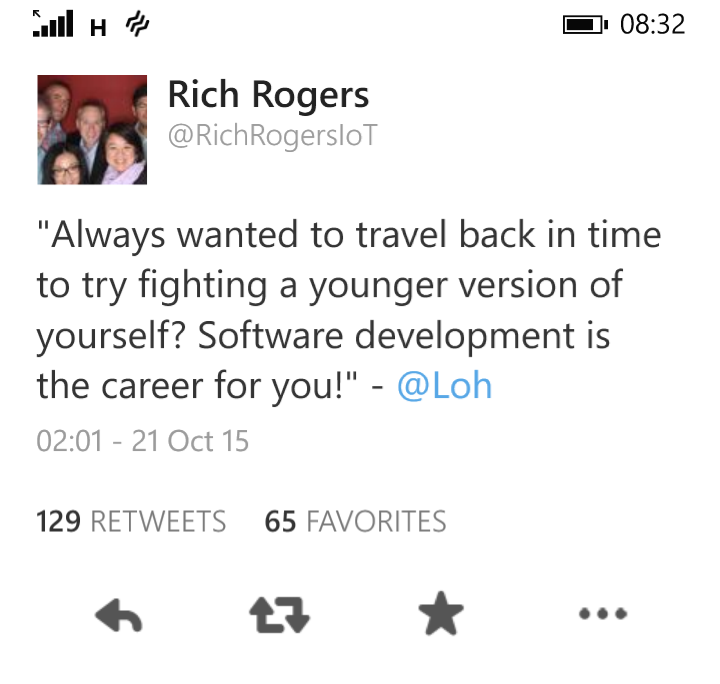 H 08:32
Rich Rogers
@RichRogersIoT
"Always wanted to travel back in time
to try fighting a younger version of
yourself? Software development is
the career for you!" - @Loh
02:01 - 21 Oct 15
129 RETWEETS 65 FAVORITES